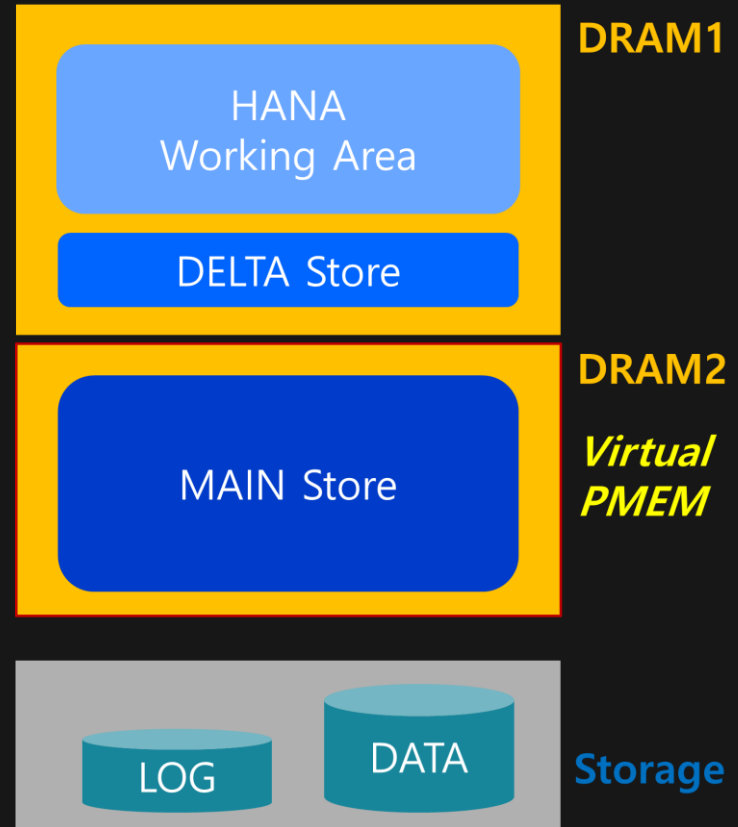 DRAM1
HANA
Working Area
DELTA Store
DRAM2
Virtual
PMEM
MAIN Store
LOG
DATA
Storage